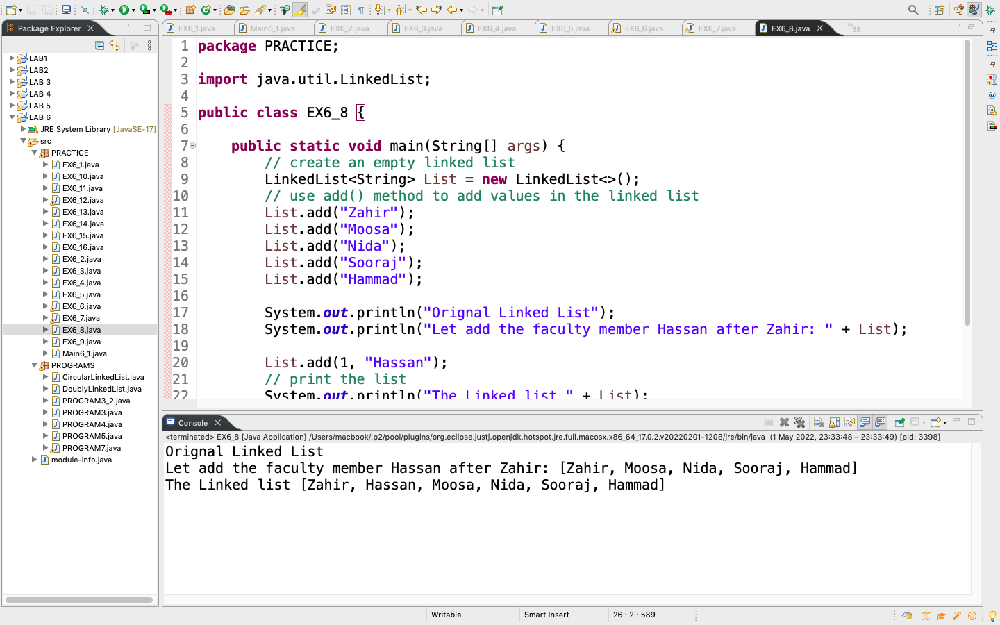 Package Explorer
LAB1
LAB2
LAB 3
LAB 4
LAB 5
LAB 6
JRE System Library [JavaSE-17]
src
PRACTICE
EX6_1.java
EX6_10.java
EX6_11.java
EX6_12.java
EX6_13.java
EX6_14.java
EX6_15.java
EX6_16.java
EX6_2.java
EX6_3.java
EX6_4.java
EX6_5.java
EX6_6.java
EX6_7.java
EX6_8.java
EX6_9.java
Main6_1.java
PROGRAMS
CircularLinkedList.java
DoublyLinkedList.java
PROGRAM3_2.java
PROGRAM3.java
PROGRAM4.java
PROGRAM5.java
PROGRAM7.java
module-info.java
EX6_1.java Main6_1.java EX6_2.java EX6_3.java EX6_4.java EX6_5.java EX6_6.java EX6_7.java EX6_8.java 58
1 package PRACTICE;
2
3 import java.util.LinkedList;
4
5 public class EX6_8 {
6
7 public static void main(String[] args) {
8 // create an empty linked list
9 LinkedList<String> List = new LinkedList<>();
10 // use add() method to add values in the linked list
11 List.add("Zahir");
12 List.add("Moosa");
13 List.add("Nida");
14 List.add("Sooraj");
15 List.add("Hammad");
16
17 System.out.println("Orignal Linked List");
18 System.out.println("Let add the faculty member Hassan after Zahir: " + List);
19
20 List.add(1, "Hassan");
21 // print the list
22 System.out.println("The Linked list " + List);
Console
<terminated> EX6_8 [Java Application] /Users/macbook/.p2/pool/plugins/org.eclipse.justj.openjdk.hotspot.jre.full.macosx.x86_64_17.0.2.v20220201-1208/jre/bin/java (1 May 2022, 23:33:48 – 23:33:49) [pid: 3398]
Orignal Linked List
Let add the faculty member Hassan after Zahir: [Zahir, Moosa, Nida, Sooraj, Hammad]
The Linked list [Zahir, Hassan, Moosa, Nida, Sooraj, Hammad]
Writable Smart Insert 26 : 2 : 589